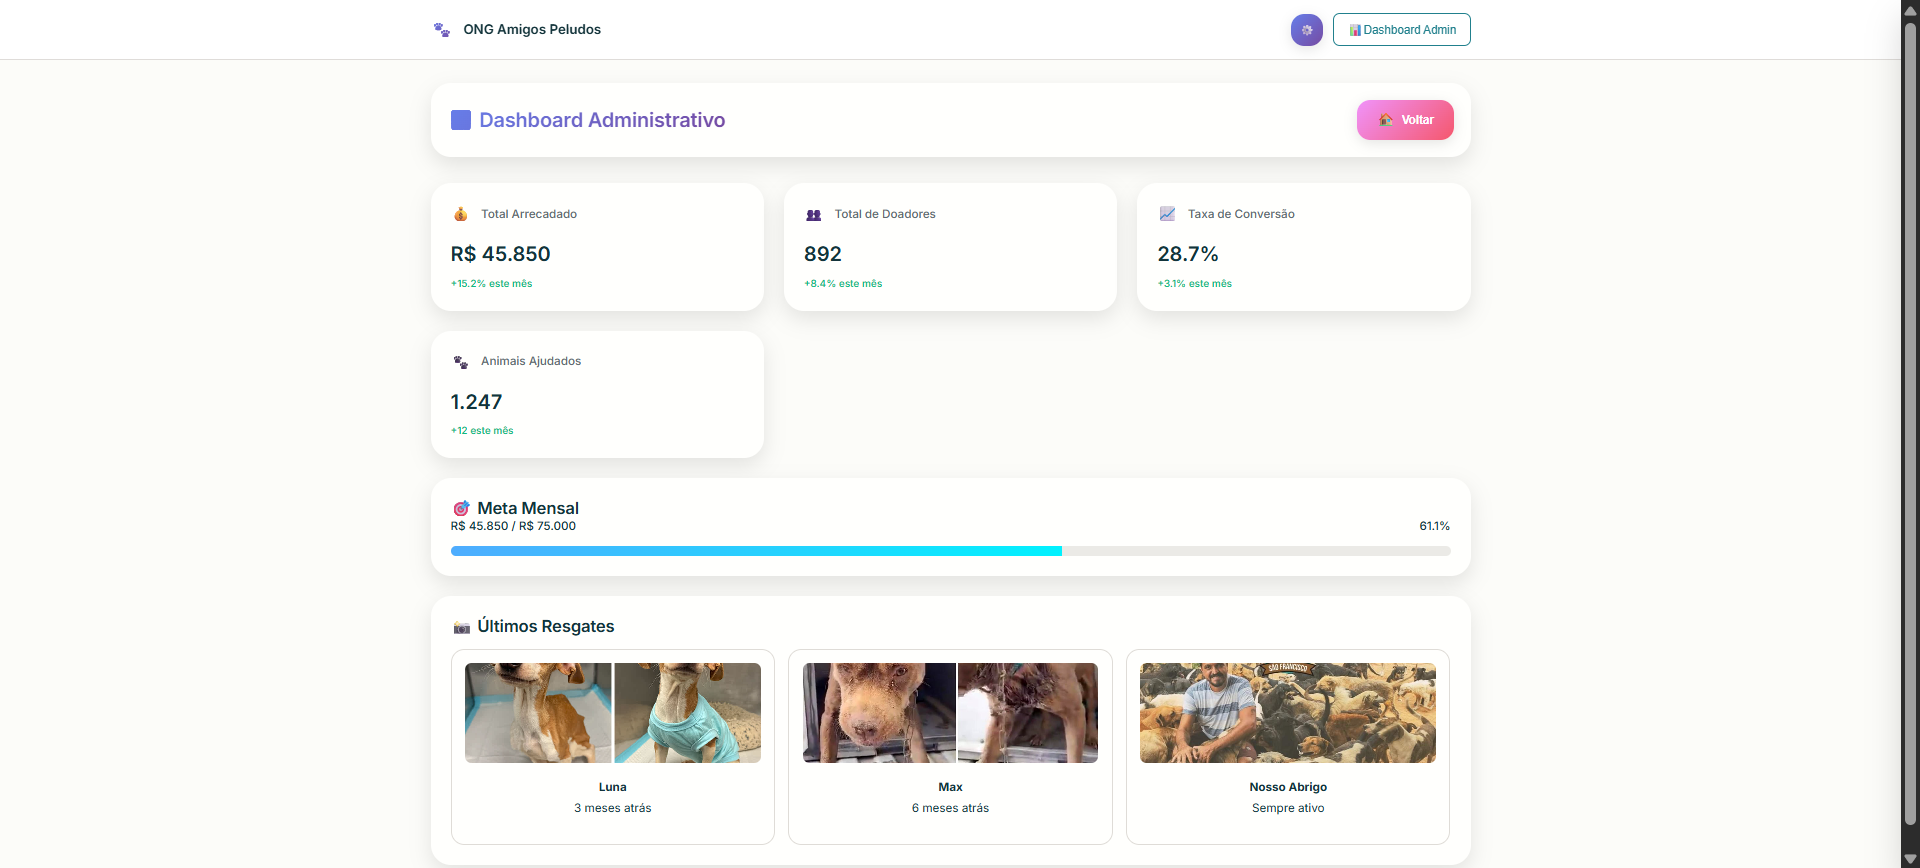 ONG Amigos Peludos
Dashboard Admin
Dashboard Administrativo
Voltar
Total Arrecadado
R$ 45.850
+15.2% este mês
Total de Doadores
892
+8.4% este mês
Taxa de Conversão
28.7%
+3.1% este mês
Animais Ajudados
1.247
+12 este mês
Meta Mensal
R$ 45.850 / R$ 75.000
61.1%
Últimos Resgates
SÃO FRANCISCO
Luna
3 meses atrás
Max
6 meses atrás
Nosso Abrigo
Sempre ativo